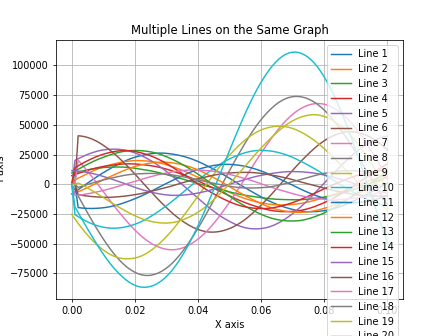 Multiple Lines on the Same Graph
100000
75000
50000
25000
0
−25000
−50000
−75000
0.00
0.02
0.04
0.06
X axis
Line 1
Line 2
Line 3
Line 4
Line 5
Line 6
Line 7
Line 8
Line 9
Line 10
Line 11
Line 12
Line 13
Line 14
Line 15
Line 16
Line 17
Line 18
Line 19
Line 20